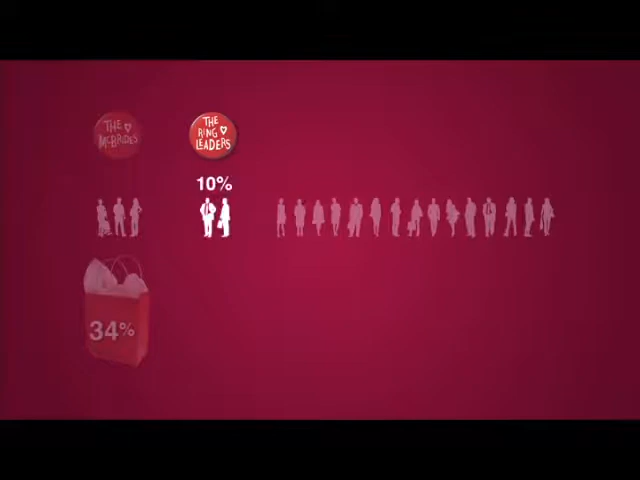 THE
McBRIDES
THE
RING
LEADERS
10%
34%